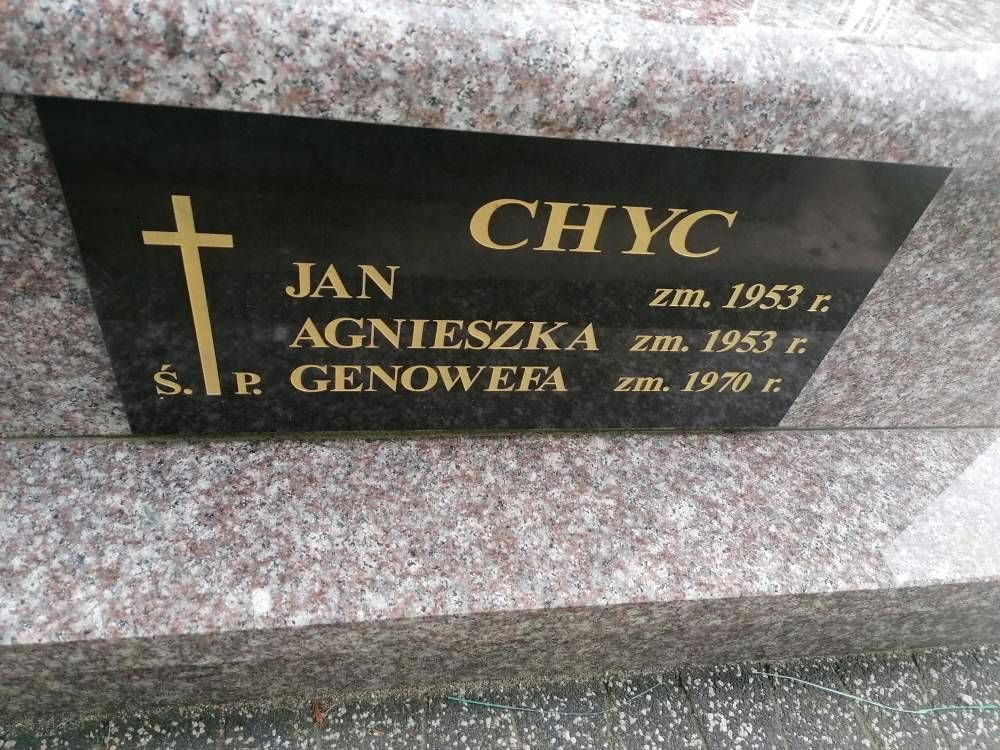 CHYC
JAN zm. 1953 r.
AGNIESZKA zm. 1953 r.
Ś. P. GENOWEFA zm. 1970 r.